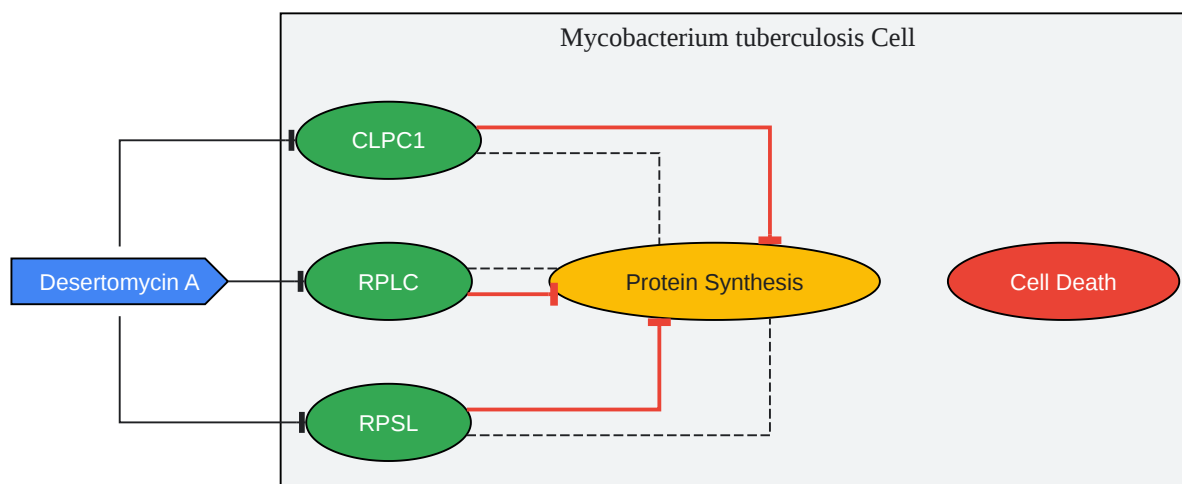 Mycobacterium tuberculosis Cell
CLPC1
Desertomycin A
RPLC
Protein Synthesis
Cell Death
RPSL